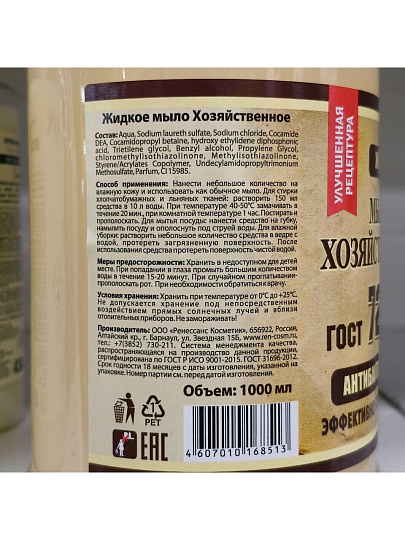 Жидкое мыло Хозяйственное
Состав: Aqua, Sodium laureth sulfate, Sodium chloride, Cocamide
DEA, Cocamidopropyl betaine, hydroxy ethylidene diphosphonic
acid, Trietilene glycol, Benzyl alcohol, Propylene Glycol,
chloromethylisothiazolinone, Methylisothiazolinone,
Styrene/Acrylates Copolymer, Undecylamidopropyltrimonium
Methosulfate, Parfum, CI 15985.
Способ применения: Нанести небольшое количество на
влажную кожу и использовать как обычное мыло. Для стирки
хлопчатобумажных и льняных тканей: растворить 150 мл
средства в 10 л воды. При температуре 40-50°С замачивать в
течение 20 мин., при комнатной температуре 1 час. Постирать и
прополоскать. Для мытья посуды: нанести средство на губку,
намылить посуду и ополоснуть под струей воды. Для влажной
уборки: растворить небольшое количество средства в ведре с
водой, протереть загрязненную поверхность. После
использования средства протереть поверхность чистой водой.
Меры предосторожности: Хранить в недоступном для детей
месте. При попадании в глаза промыть большим количеством
воды в течение 15-20 минут. При проглатывании-прополоскать
рот. При необходимости обратиться к врачу.
Условия хранения: Хранить при температуре от 0°С до +25°С.
Не допускается хранение под непосредственным
воздействием прямых солнечных лучей и вблизи
отопительных приборов. Не замораживать.
Производитель: ООО «Ренессанс Косметик», 656922, Россия,
Алтайский край, г. Барнаул, ул. Звездная 15Б, www.ren-cosm.ru,
тел.: +7(3852) 730-211. Система менеджмента качества,
распространяющаяся на производство данной продукции,
сертифицирована по ГОСТ Р ИСО 9001-2015. ГОСТ 31696-2012.
Срок годности 18 месяцев с даты изготовления, указанной на
упаковке. Номер партии см. перед датой изготовления.
Объем: 1000 мл
1
PET
EAC
4607010168513
УЛУЧШЕННАЯ
РЕЦЕПТУРА
ГОСТ